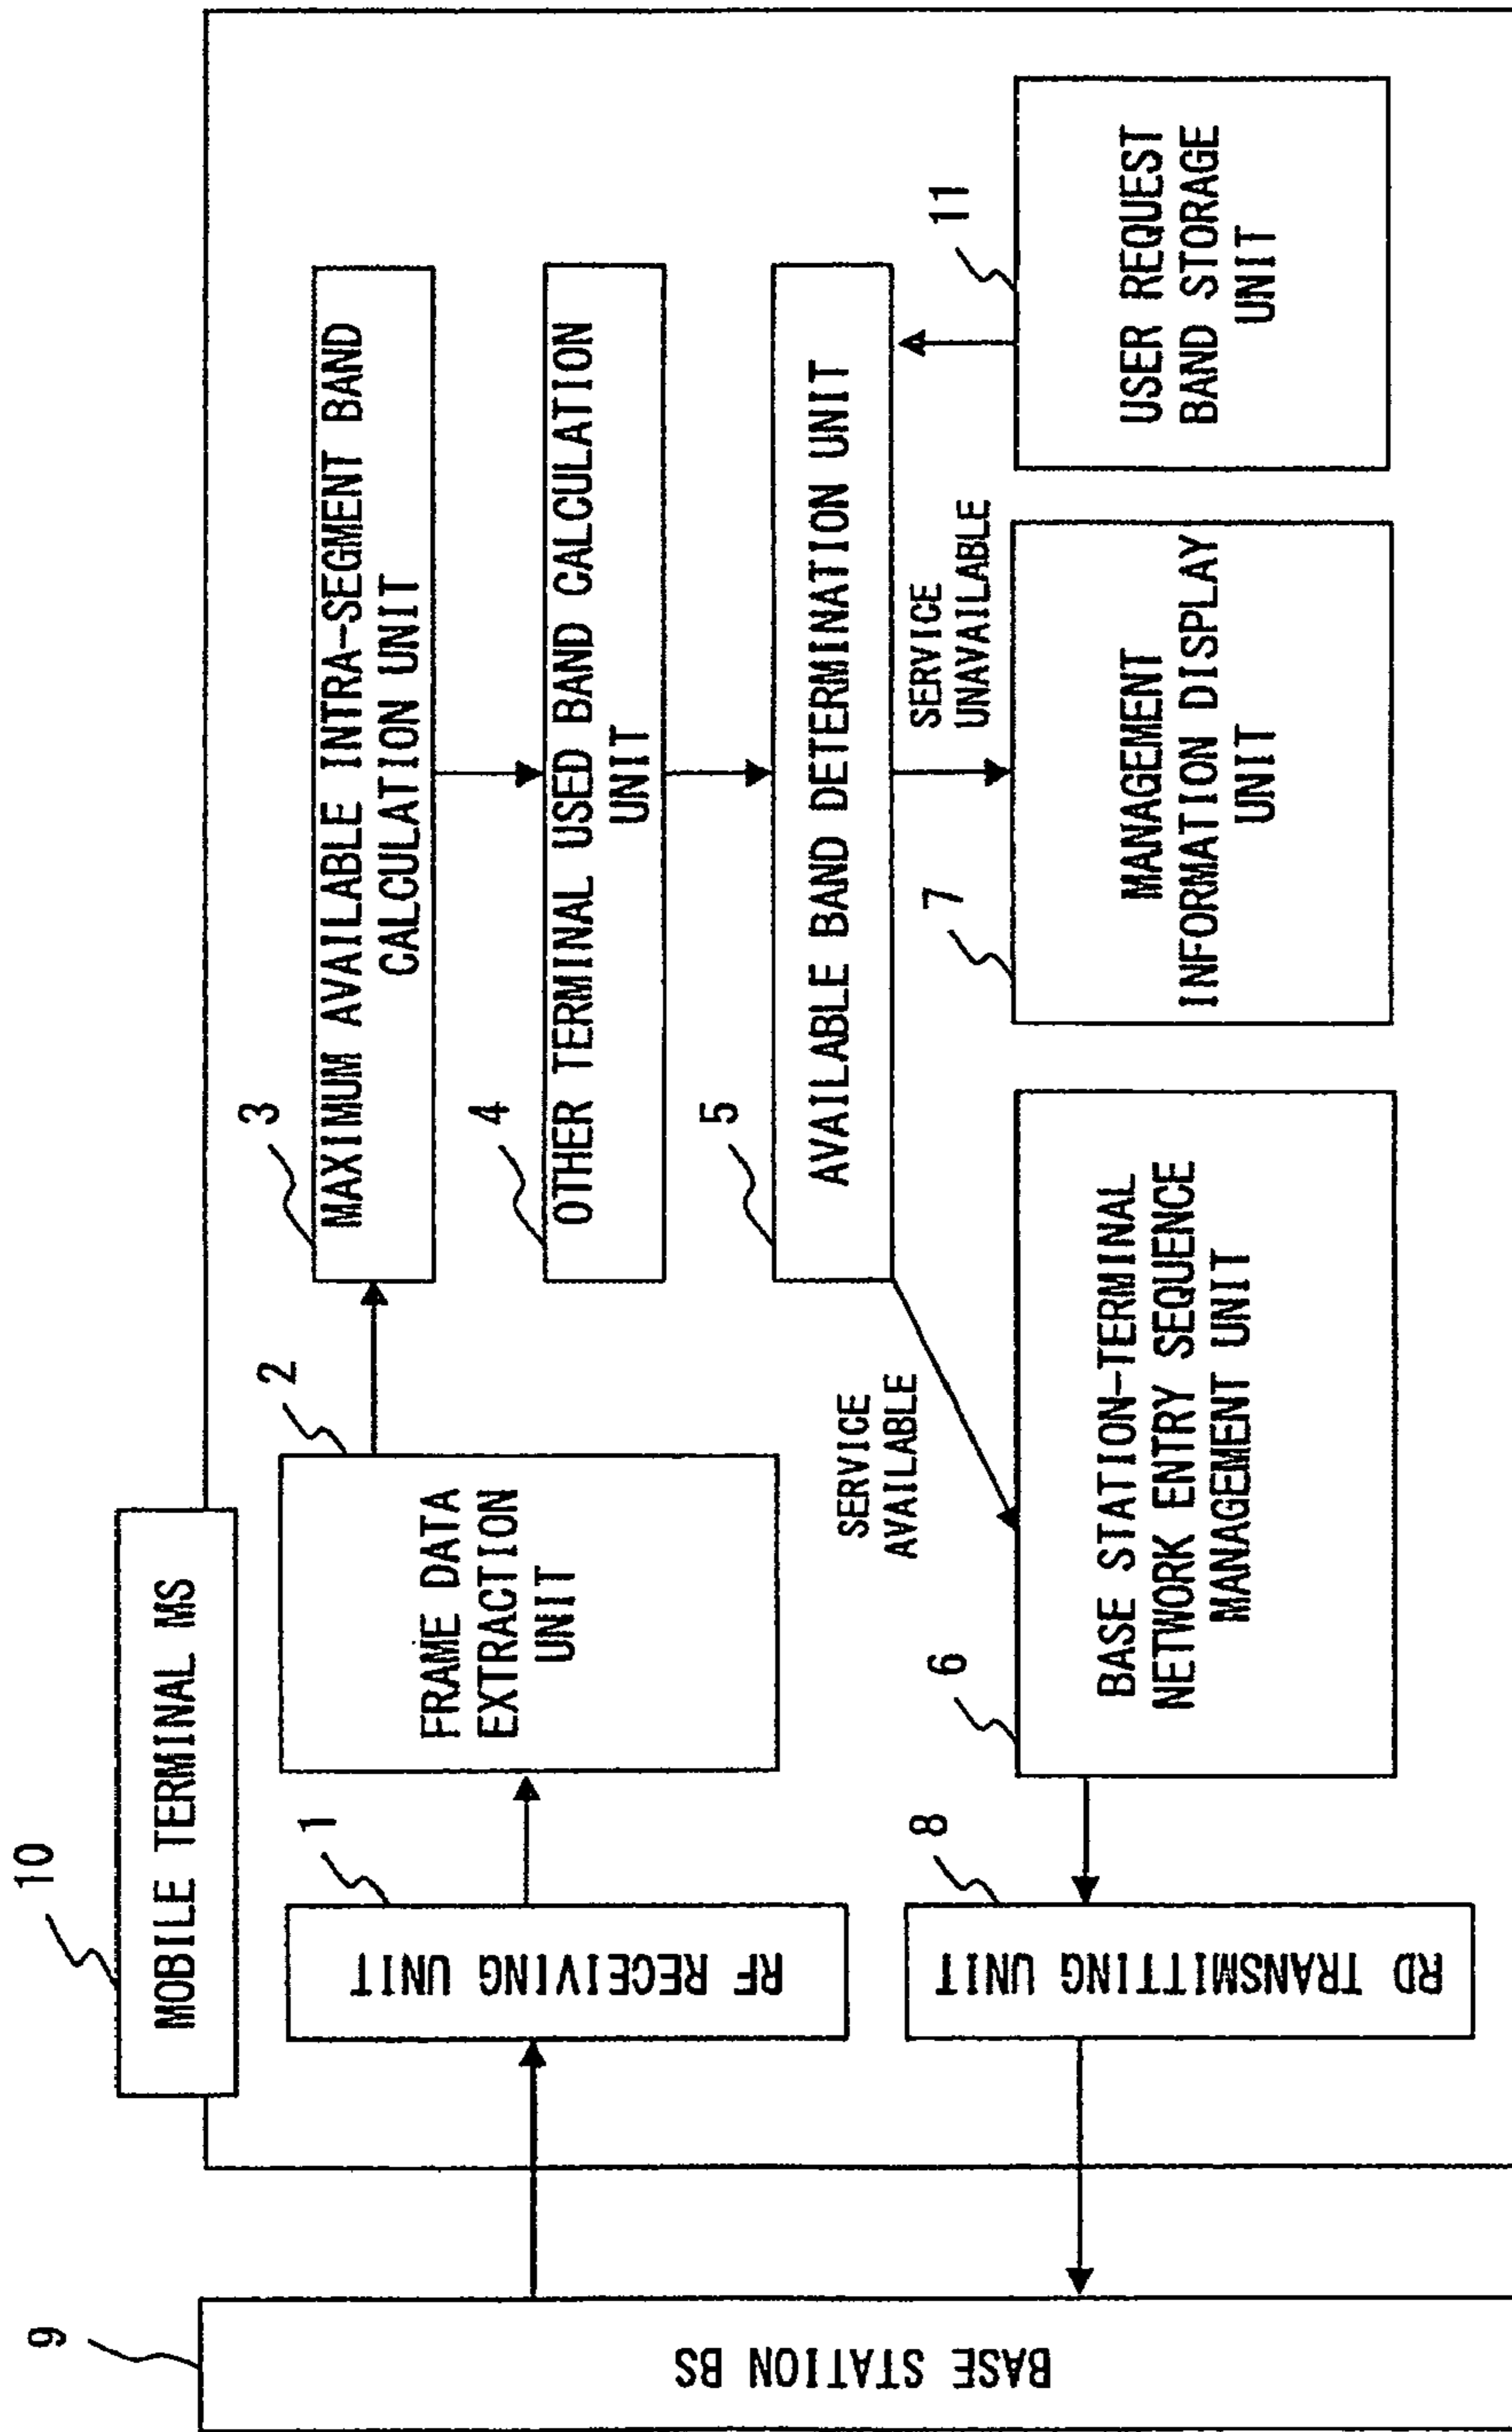 10
MOBILE TERMINAL MS
9
BASE STATION BS
1
RF RECEIVING UNIT
2
FRAME DATA
EXTRACTION
UNIT
3
MAXIMUM AVAILABLE INTRA-SEGMENT BAND
CALCULATION UNIT
4
OTHER TERMINAL USED BAND CALCULATION
UNIT
5
AVAILABLE BAND DETERMINATION UNIT
SERVICE
AVAILABLE
SERVICE
UNAVAILABLE
8
RD TRANSMITTING UNIT
6
BASE STATION-TERMINAL
NETWORK ENTRY SEQUENCE
MANAGEMENT UNIT
7
MANAGEMENT
INFORMATION DISPLAY
UNIT
11
USER REQUEST
BAND STORAGE
UNIT